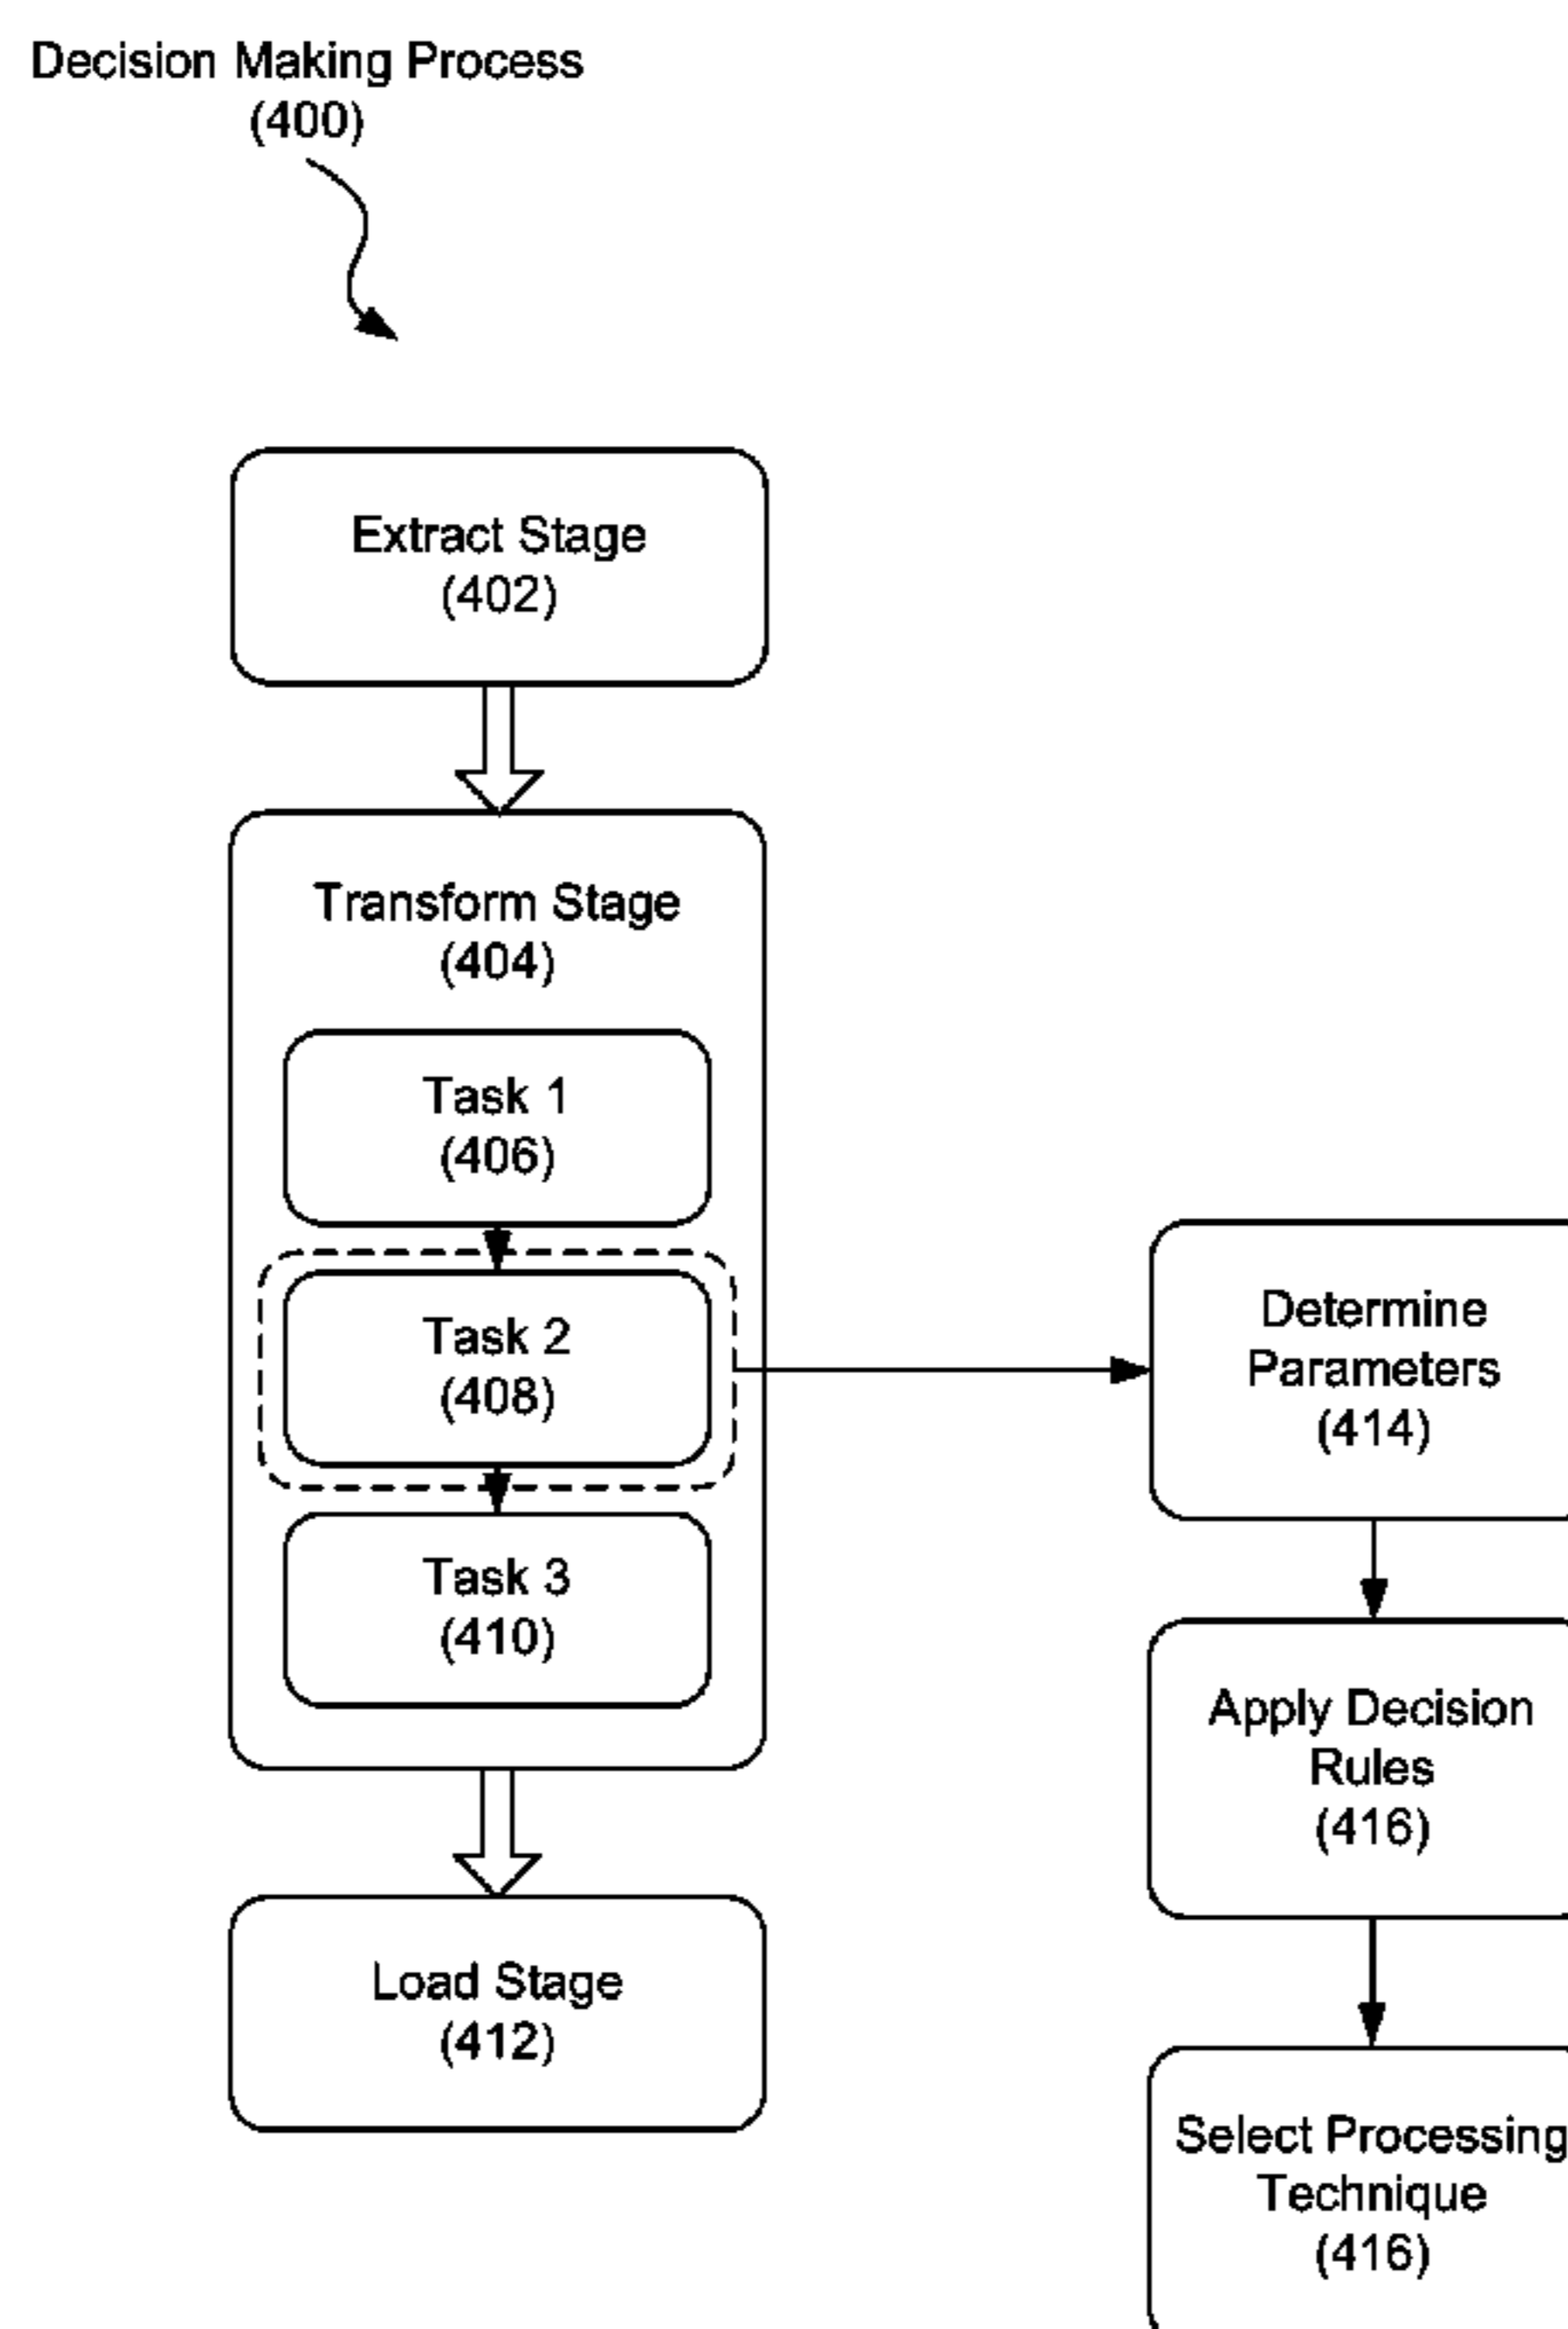 Decision Making Process
(400)
Extract Stage
(402)
Transform Stage
(404)
Task 1
(406)
Task 2
(408)
Task 3
(410)
Load Stage
(412)
Determine
Parameters
(414)
Apply Decision
Rules
(416)
Select Processing
Technique
(416)